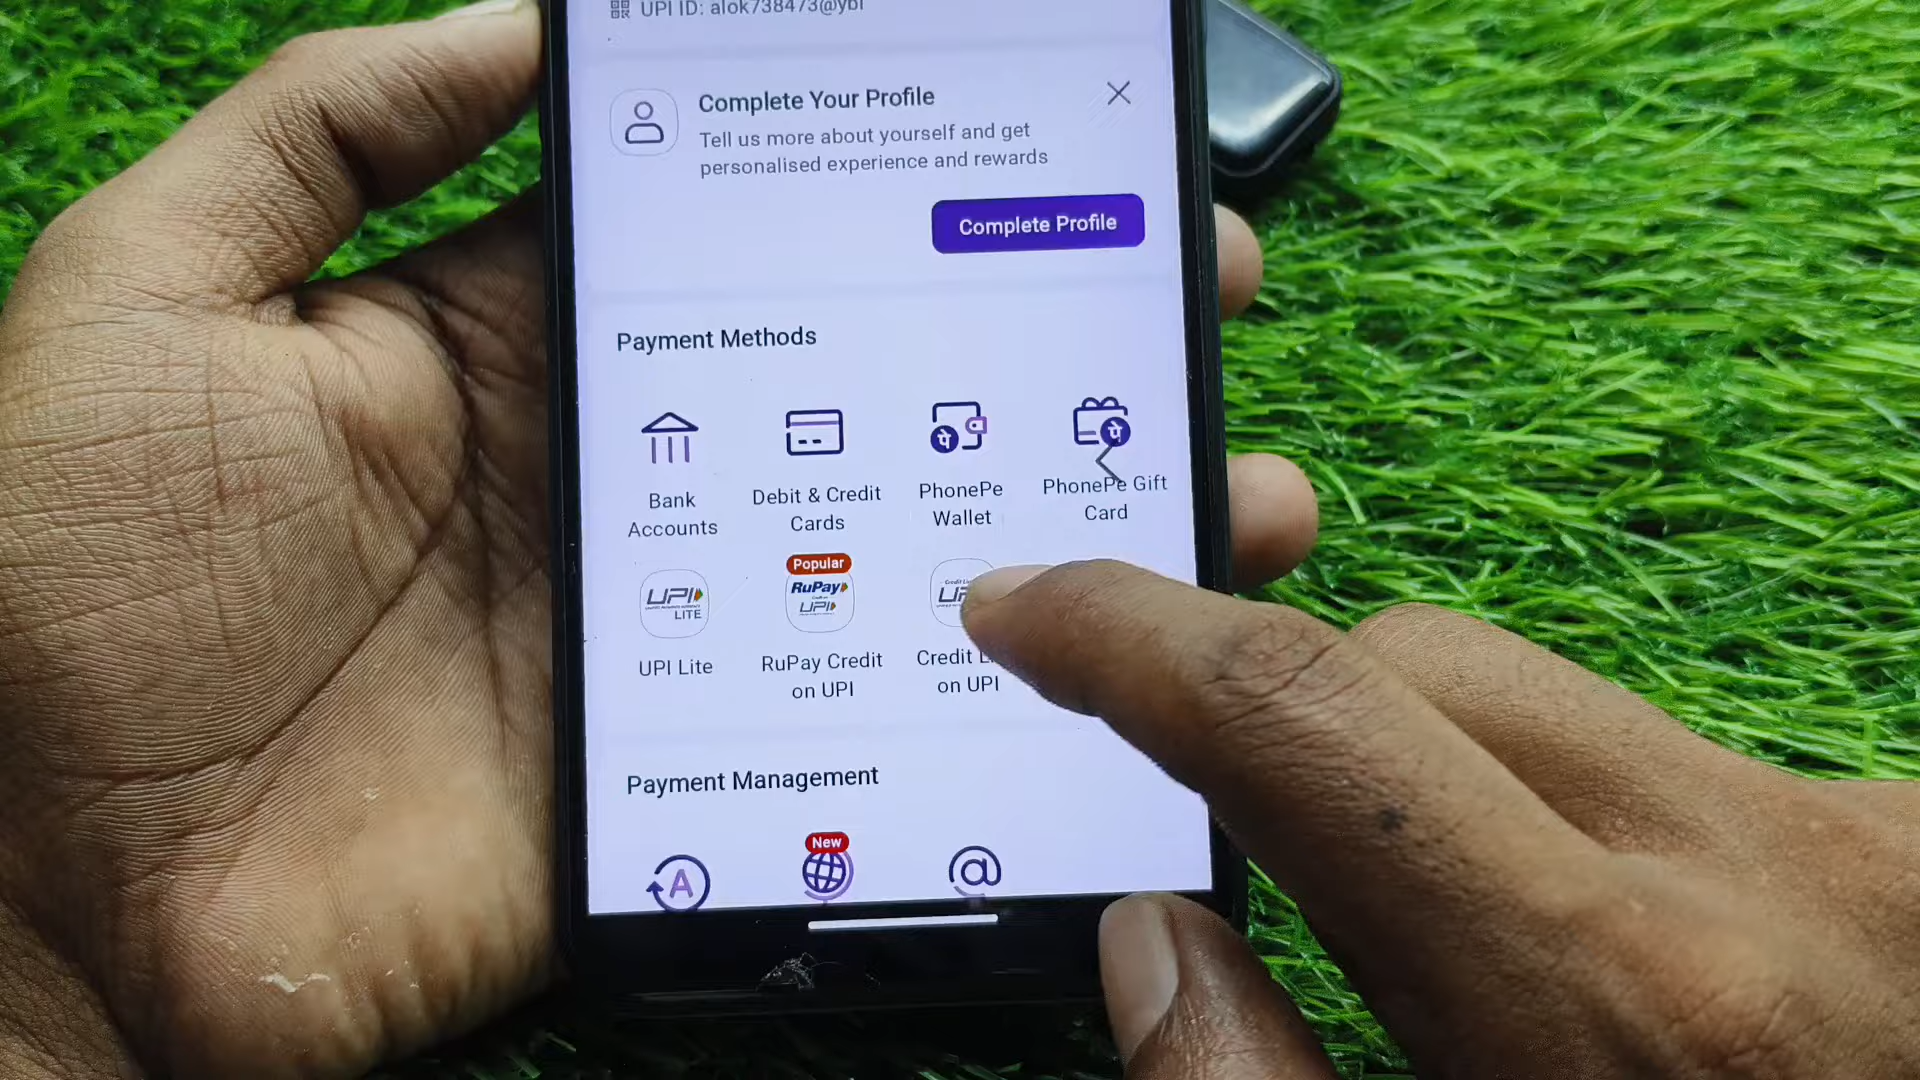 UPI ID: alok738473@ybl
Complete Your Profile
Tell us more about yourself and get
personalised experience and rewards
Complete Profile
Payment Methods
पे
पे
Bank
Accounts
Debit & Credit
Cards
PhonePe
Wallet
PhonePe Gift
Card
Popular
UPI
LITE
RuPay
UPI
UPI Lite
RuPay Credit
on UPI
Credit
on UPI
Payment Management
New
A
@